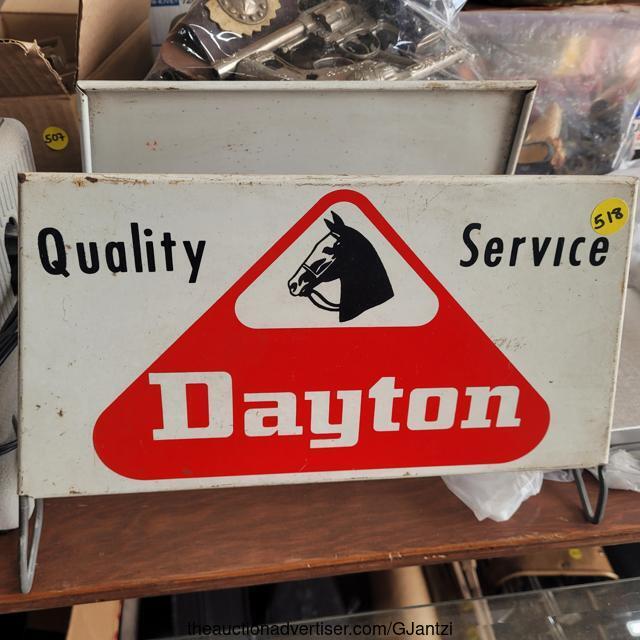 507
518
Quality Service
Dayton
theauctionadvertiser.com/GJantzi